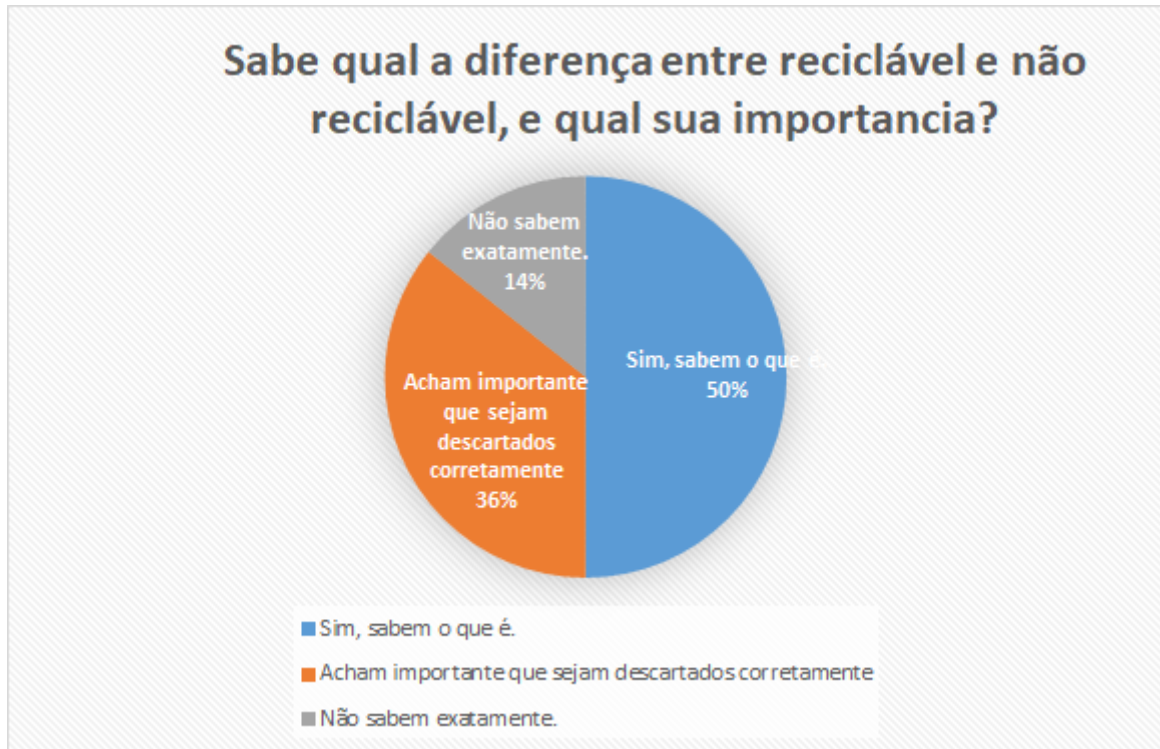 Sabe qual a diferença entre reciclável e não
reciclável, e qual sua importancia?
Não sabem
exatamente.
14%
Sim, sabem o que é.
50%
Acham importante
que sejam
descartados
corretamente
36%
Sim, sabem o que é.
Acham importante que sejam descartados corretamente
Não sabem exatamente.